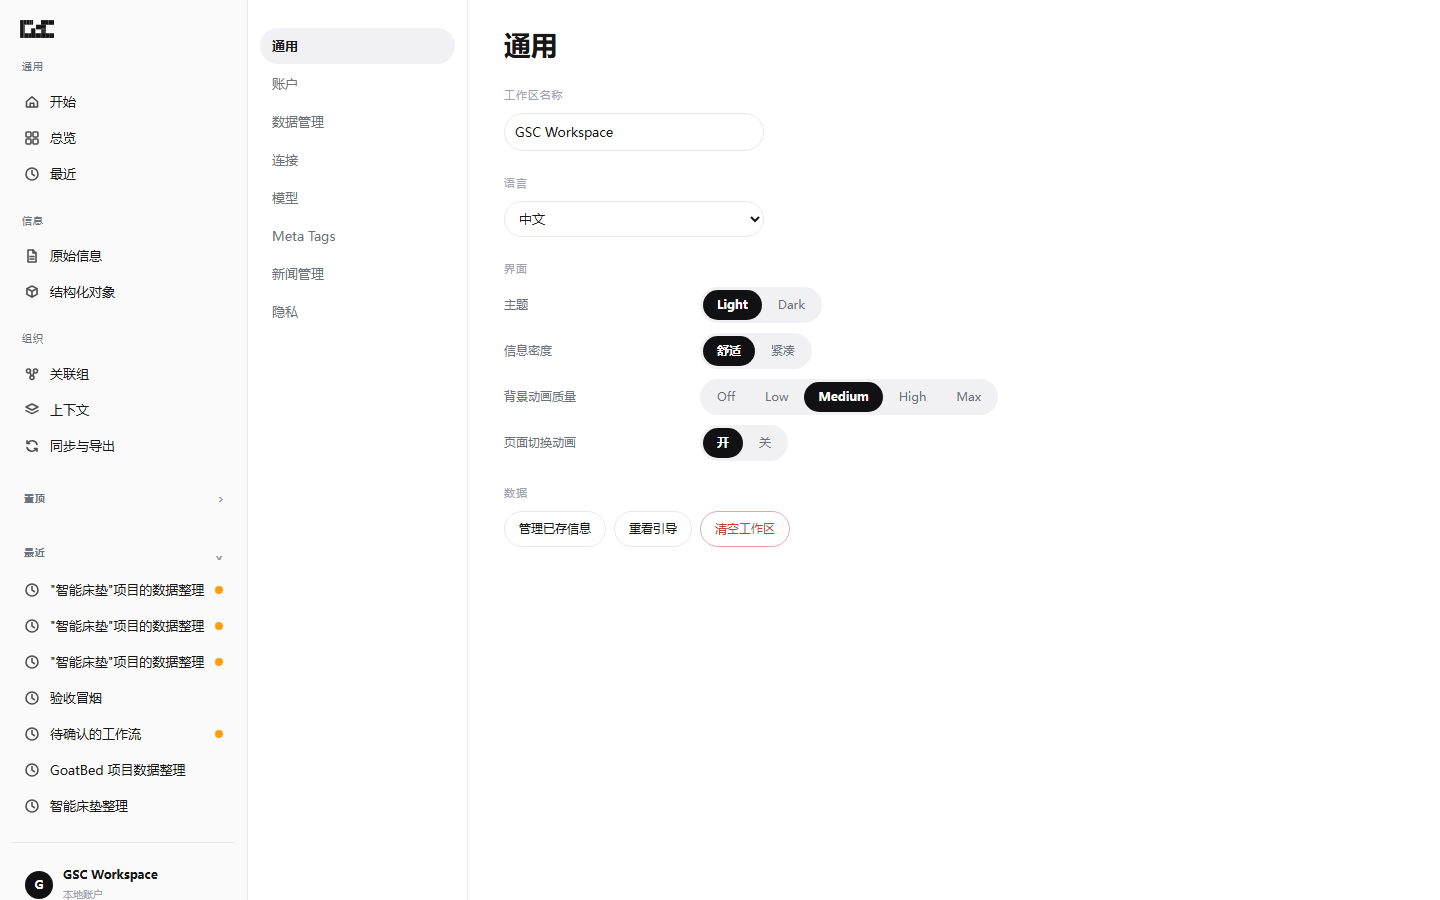 GSC
通用
开始
总览
最近
信息
原始信息
结构化对象
组织
关联组
上下文
同步与导出
置顶
最近
"智能床垫"项目的数据整理
"智能床垫"项目的数据整理
"智能床垫"项目的数据整理
验收冒烟
待确认的工作流
GoatBed 项目数据整理
智能床垫整理
G
GSC Workspace
本地账户
通用
账户
数据管理
连接
模型
Meta Tags
新闻管理
隐私
通用
工作区名称
GSC Workspace
语言
中文
界面
主题 Light Dark
信息密度 舒适 紧凑
背景动画质量 Off Low Medium High Max
页面切换动画 开 关
数据
管理已存信息 重看引导 清空工作区